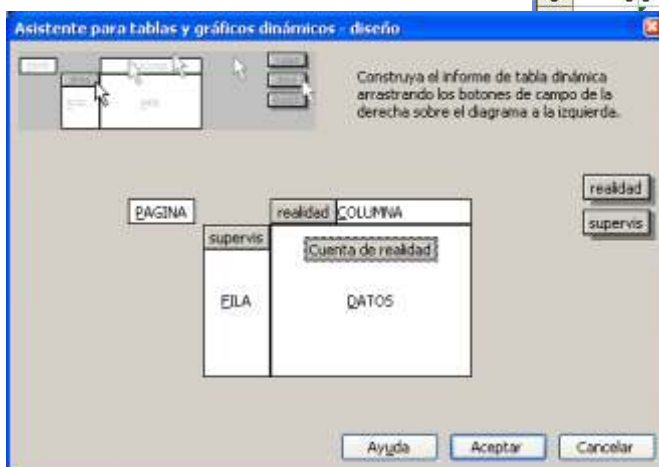 Asistente para tablas y gráficos dinámicos - diseño
Construya el informe de tabla dinámica
arrastrando los botones de campo de la
derecha sobre el diagrama a la izquierda.
realidad
supervis
PAGINA
realidad COLUMNA
supervis
Cuenta de realidad
FILA
DATOS
Ayuda
Aceptar
Cancelar